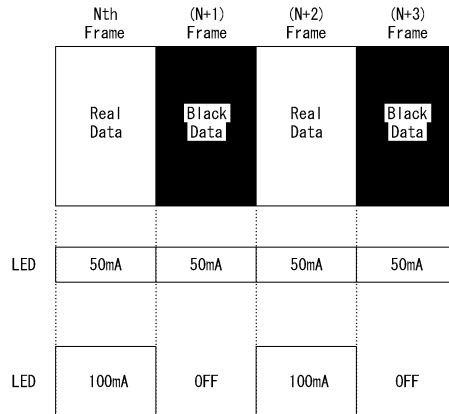 Nth (N+1) (N+2) (N+3)
Frame Frame Frame Frame
Real Black Real Black
Data Data Data Data
LED 50mA 50mA 50mA 50mA
LED 100mA OFF 100mA OFF